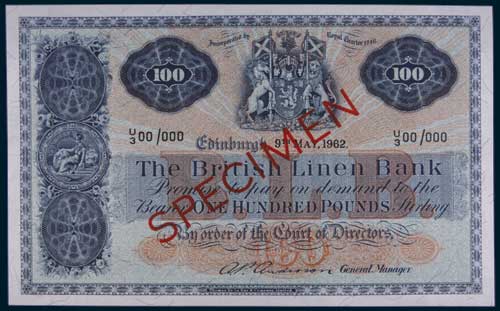 Incorporated by Royal Charter 1746.
100
100
U/3 00/000
U/3 00/000
Edinburgh, 9TH MAY, 1962.
SPECIMEN
The British Linen Bank
Promise to pay on demand to the
Bearer ONE HUNDRED POUNDS Sterling
By order of the Court of Directors,
General Manager